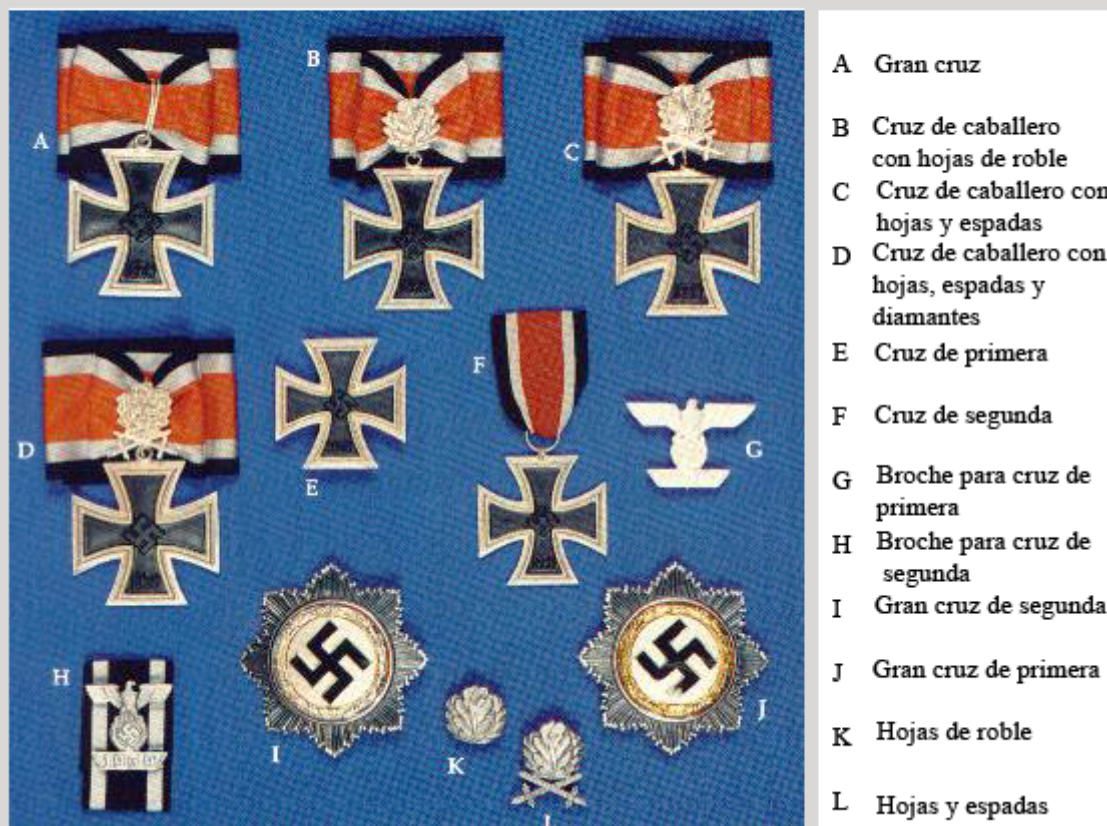 A Gran cruz
B Cruz de caballero
con hojas de roble
C Cruz de caballero con
hojas y espadas
D Cruz de caballero con
hojas, espadas y
diamantes
E Cruz de primera
F Cruz de segunda
G Broche para cruz de
primera
H Broche para cruz de
segunda
I Gran cruz de segunda
J Gran cruz de primera
K Hojas de roble
L Hojas y espadas
A
B
C
D
E
F
G
H
I
J
K
L